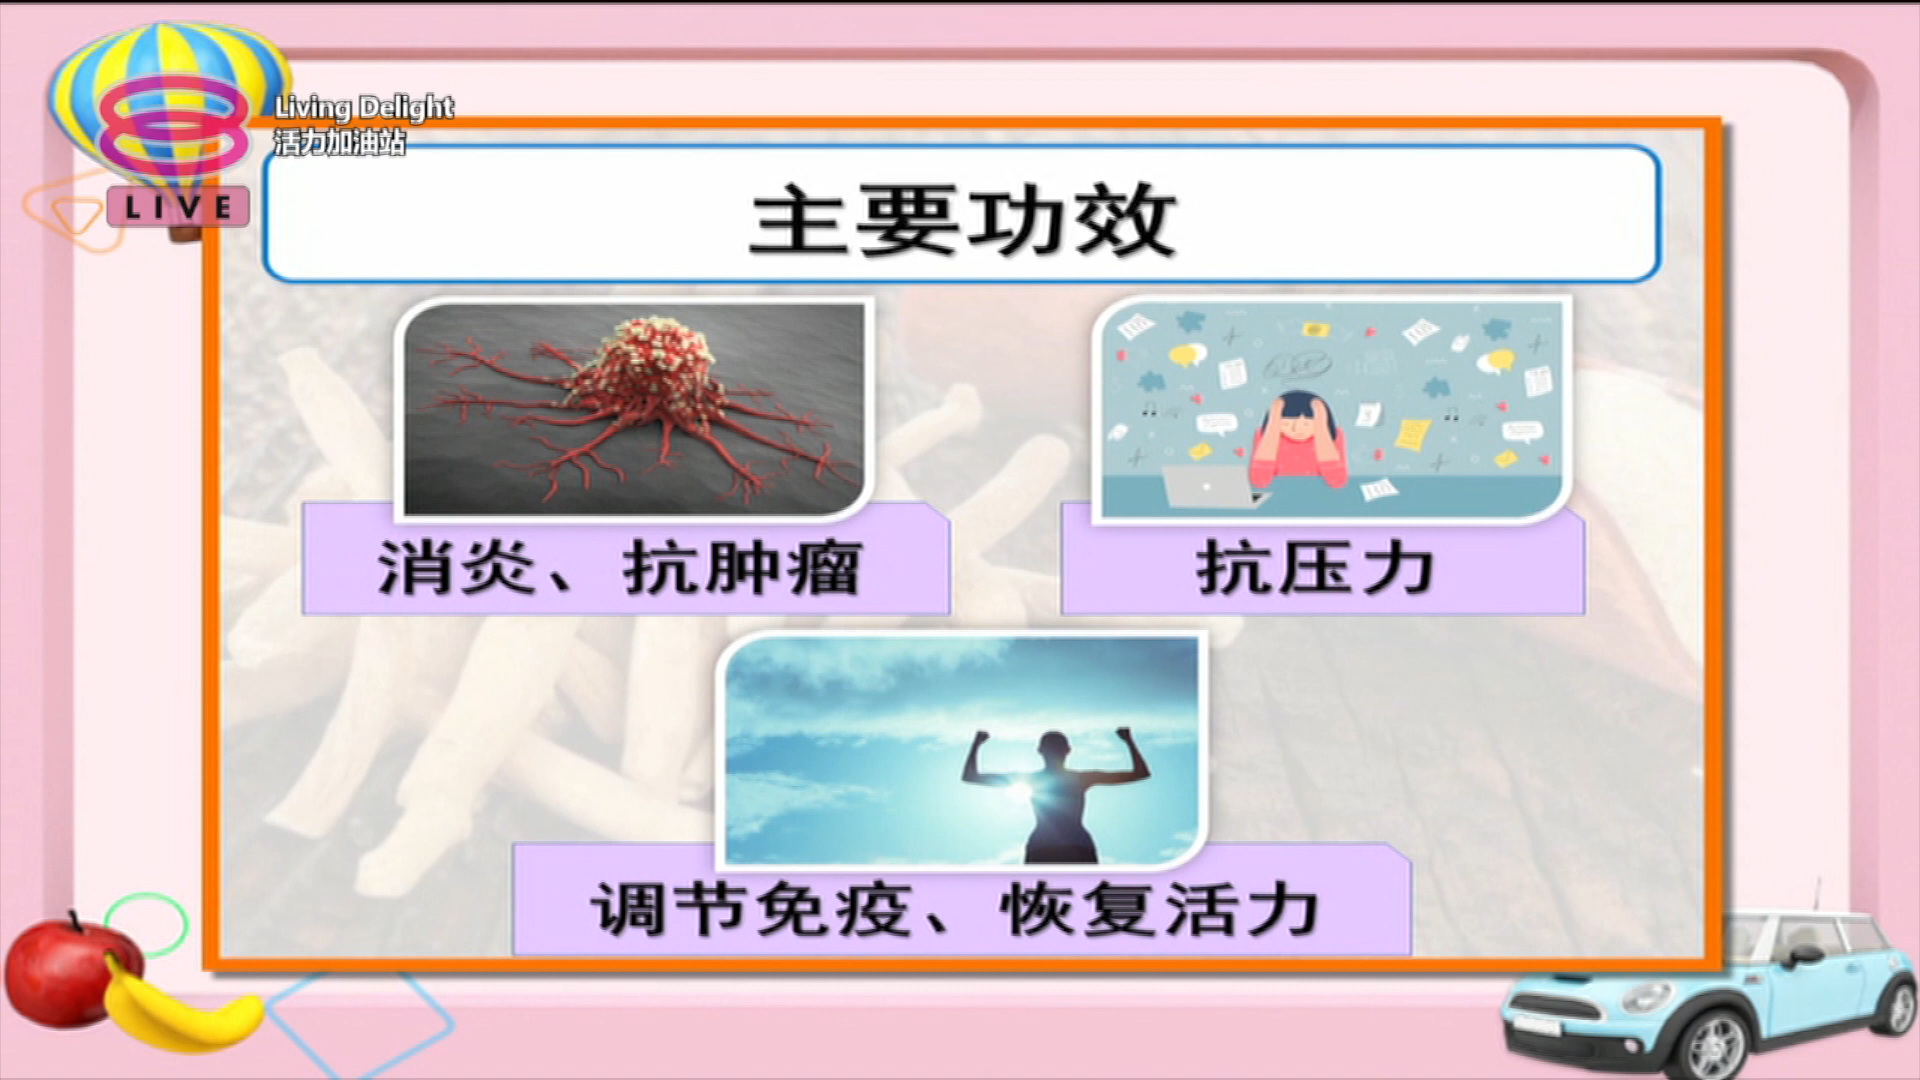 Living Delight
活力加油站
LIVE
主要功效
消炎、抗肿瘤
抗压力
调节免疫、恢复活力